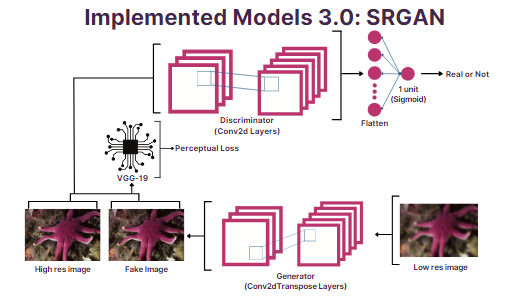 Implemented Models 3.0: SRGAN
Real or Not
1 unit
(Sigmoid)
Discriminator
(Conv2d Layers)
Flatten
Perceptual Loss
VGG-19
High res image
Fake Image
Generator
(Conv2dTranspose Layers)
Low res image